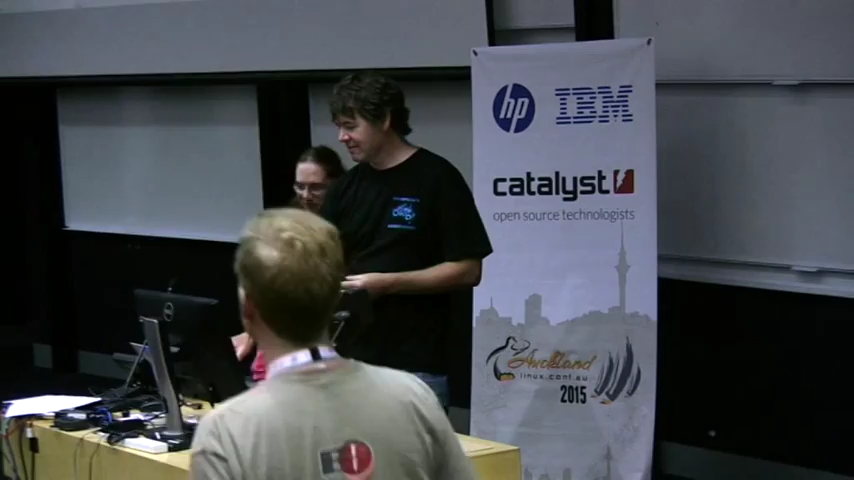 hp IBM
catalyst
open source technologists
Auckland
linux.conf.au
2015
DELL